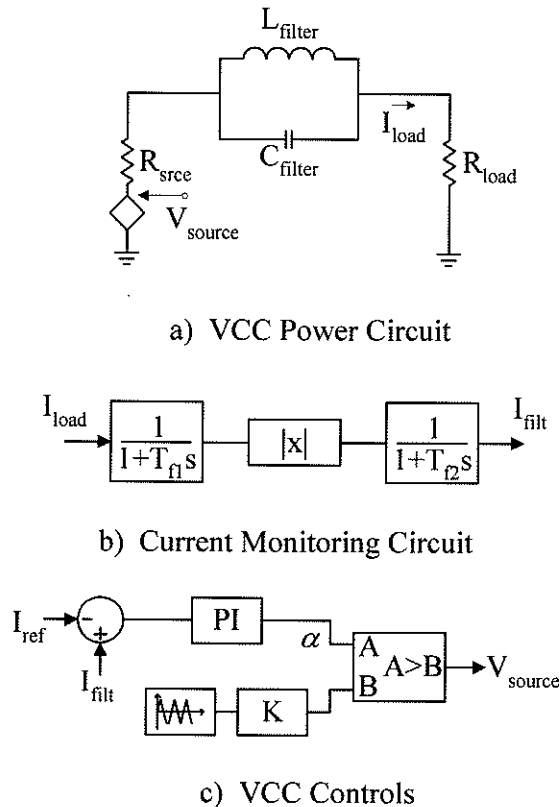 L_filter
C_filter
I_load
R_srce
R_load
V_source
a) VCC Power Circuit
I_load
1
1+T_f1 s
|x|
1
1+T_f2 s
I_filt
b) Current Monitoring Circuit
I_ref
-
+
I_filt
PI
α
A
B
A>B
V_source
K
c) VCC Controls